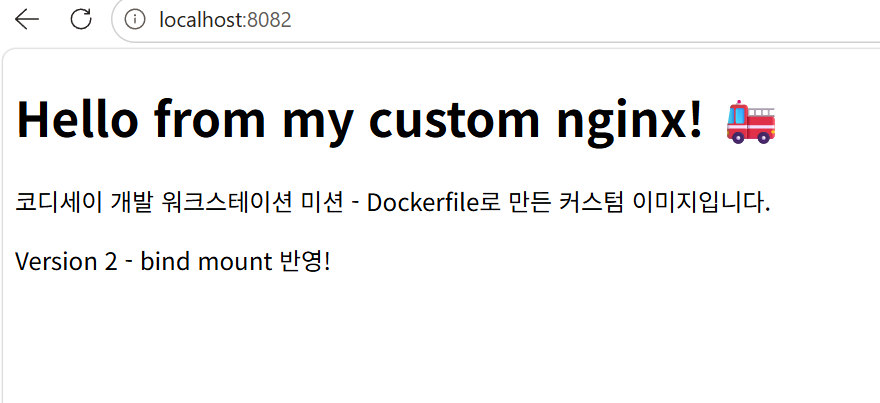 localhost:8082
Hello from my custom nginx! 🚒
코디세이 개발 워크스테이션 미션 - Dockerfile로 만든 커스텀 이미지입니다.
Version 2 - bind mount 반영!